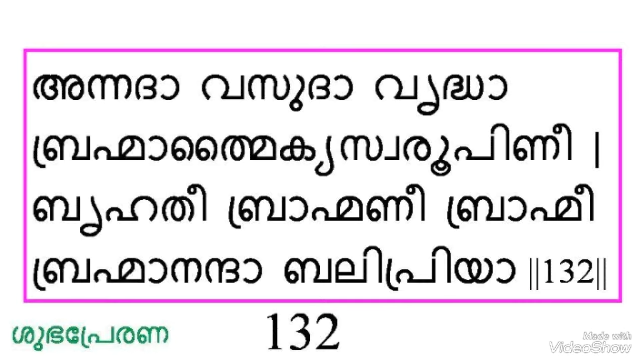 അന്നദാ വസുദാ വൃദ്ധാ
ബ്രഹ്മാത്മൈക്യസ്വരൂപിണീ |
ബൃഹതീ ബ്രാഹ്മണീ ബ്രാഹ്മീ
ബ്രഹ്മാനന്ദാ ബലിപ്രിയാ ||132||
ശുഭപ്രേരണ 132
Made with
VideoShow